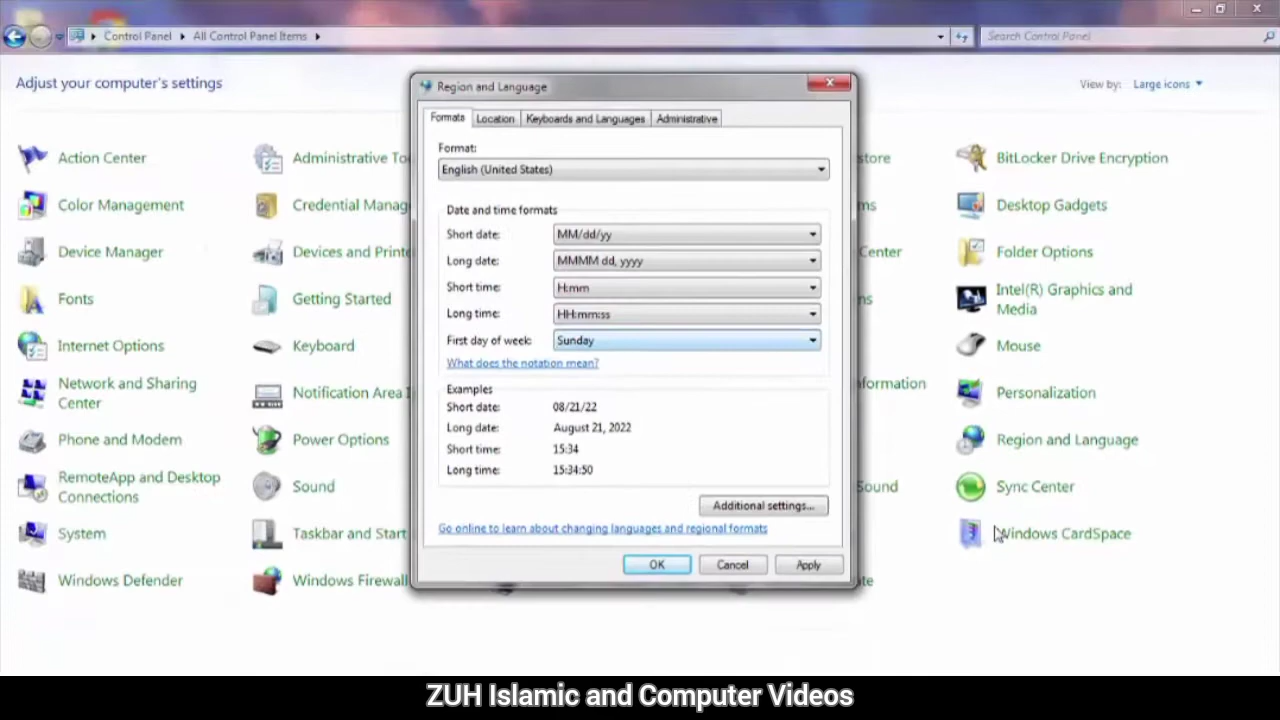 Control Panel
All Control Panel Items
Search Control Panel
Adjust your computer's settings
View by: Large icons
Action Center
Administrative To
BitLocker Drive Encryption
Color Management
Credential Manag
Desktop Gadgets
Device Manager
Devices and Printe
Center
Folder Options
Fonts
Getting Started
Intel(R) Graphics and
Media
Internet Options
Keyboard
Mouse
Network and Sharing
Center
Notification Area I
Personalization
Phone and Modem
Power Options
Region and Language
RemoteApp and Desktop
Connections
Sound
Sound
Sync Center
System
Taskbar and Start
Windows CardSpace
Windows Defender
Windows Firewall
Region and Language
Formats Location Keyboards and Languages Administrative
Format:
English (United States)
Date and time formats
Short date: MM/dd/yy
Long date: MMMM dd, yyyy
Short time: H:mm
Long time: HH:mm:ss
First day of week: Sunday
What does the notation mean?
Examples
Short date: 08/21/22
Long date: August 21, 2022
Short time: 15:34
Long time: 15:34:50
Additional settings...
Go online to learn about changing languages and regional formats
OK Cancel Apply
ZUH Islamic and Computer Videos